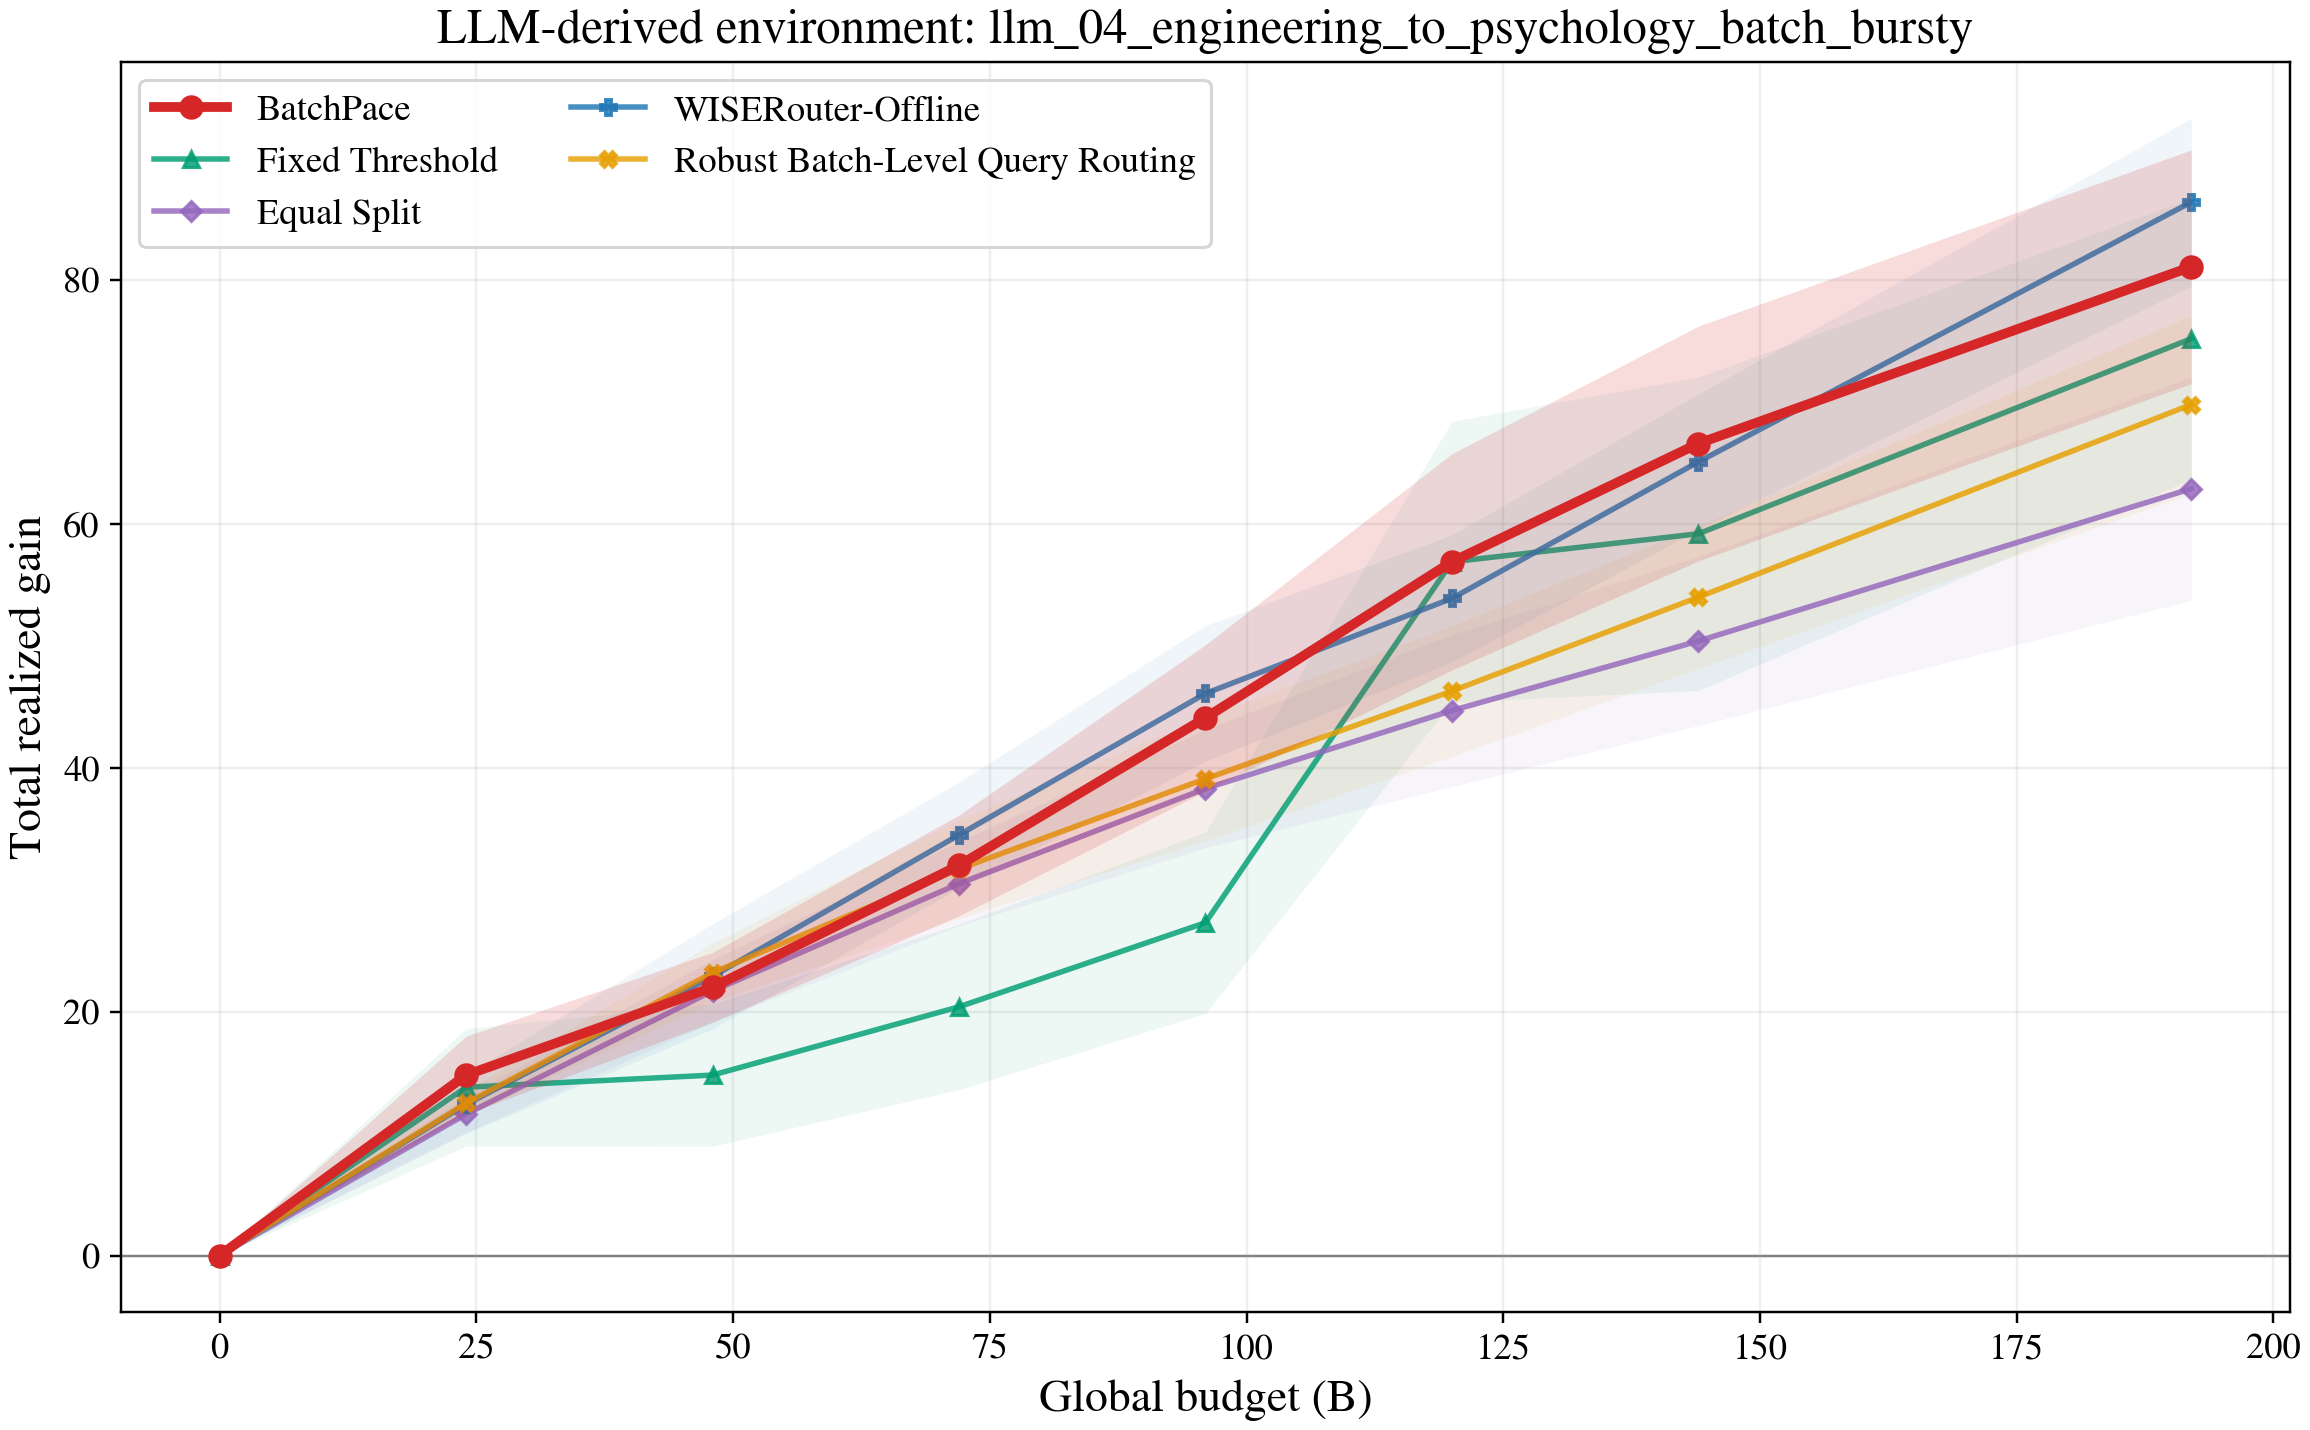 LLM-derived environment: llm_04_engineering_to_psychology_batch_bursty
BatchPace
Fixed Threshold
Equal Split
WISERouter-Offline
Robust Batch-Level Query Routing
Total realized gain
80
60
40
20
0
0 25 50 75 100 125 150 175 200
Global budget (B)